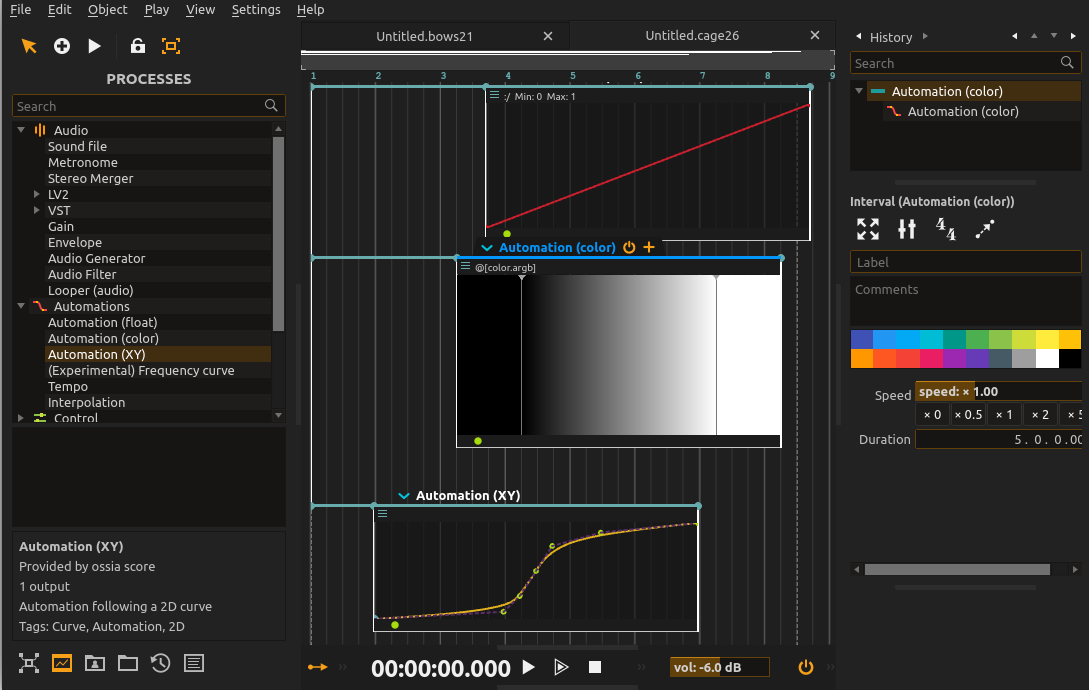 File Edit Object Play View Settings Help
Untitled.bows21
Untitled.cage26
PROCESSES
Search
Audio
Sound file
Metronome
Stereo Merger
LV2
VST
Gain
Envelope
Audio Generator
Audio Filter
Looper (audio)
Automations
Automation (float)
Automation (color)
Automation (XY)
(Experimental) Frequency curve
Tempo
Interpolation
Control
Automation (XY)
Provided by ossia score
1 output
Automation following a 2D curve
Tags: Curve, Automation, 2D
1 2 3 4 5 6 7 8 9
:/ Min: 0 Max: 1
Automation (color)
@[color.argb]
Automation (XY)
00:00:00.000
vol: -6.0 dB
History
Search
Automation (color)
Automation (color)
Interval (Automation (color))
4/4
Label
Comments
Speed speed: × 1.00
× 0 × 0.5 × 1 × 2 × 5
Duration 5 . 0 . 0.00